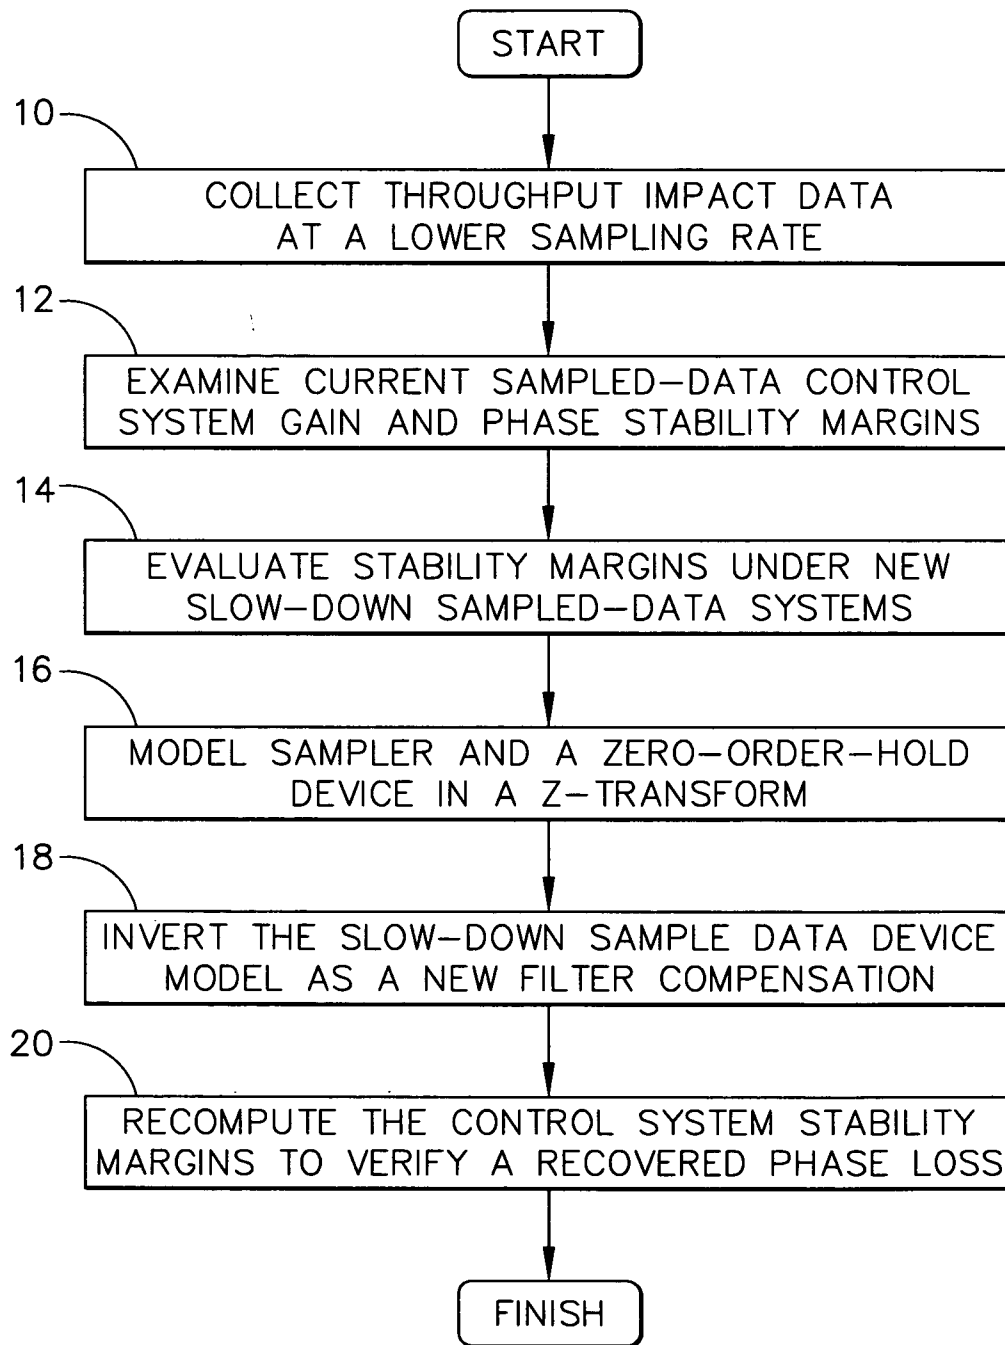 START
10
COLLECT THROUGHPUT IMPACT DATA
AT A LOWER SAMPLING RATE
12
EXAMINE CURRENT SAMPLED-DATA CONTROL
SYSTEM GAIN AND PHASE STABILITY MARGINS
14
EVALUATE STABILITY MARGINS UNDER NEW
SLOW-DOWN SAMPLED-DATA SYSTEMS
16
MODEL SAMPLER AND A ZERO-ORDER-HOLD
DEVICE IN A Z-TRANSFORM
18
INVERT THE SLOW-DOWN SAMPLE DATA DEVICE
MODEL AS A NEW FILTER COMPENSATION
20
RECOMPUTE THE CONTROL SYSTEM STABILITY
MARGINS TO VERIFY A RECOVERED PHASE LOSS
FINISH